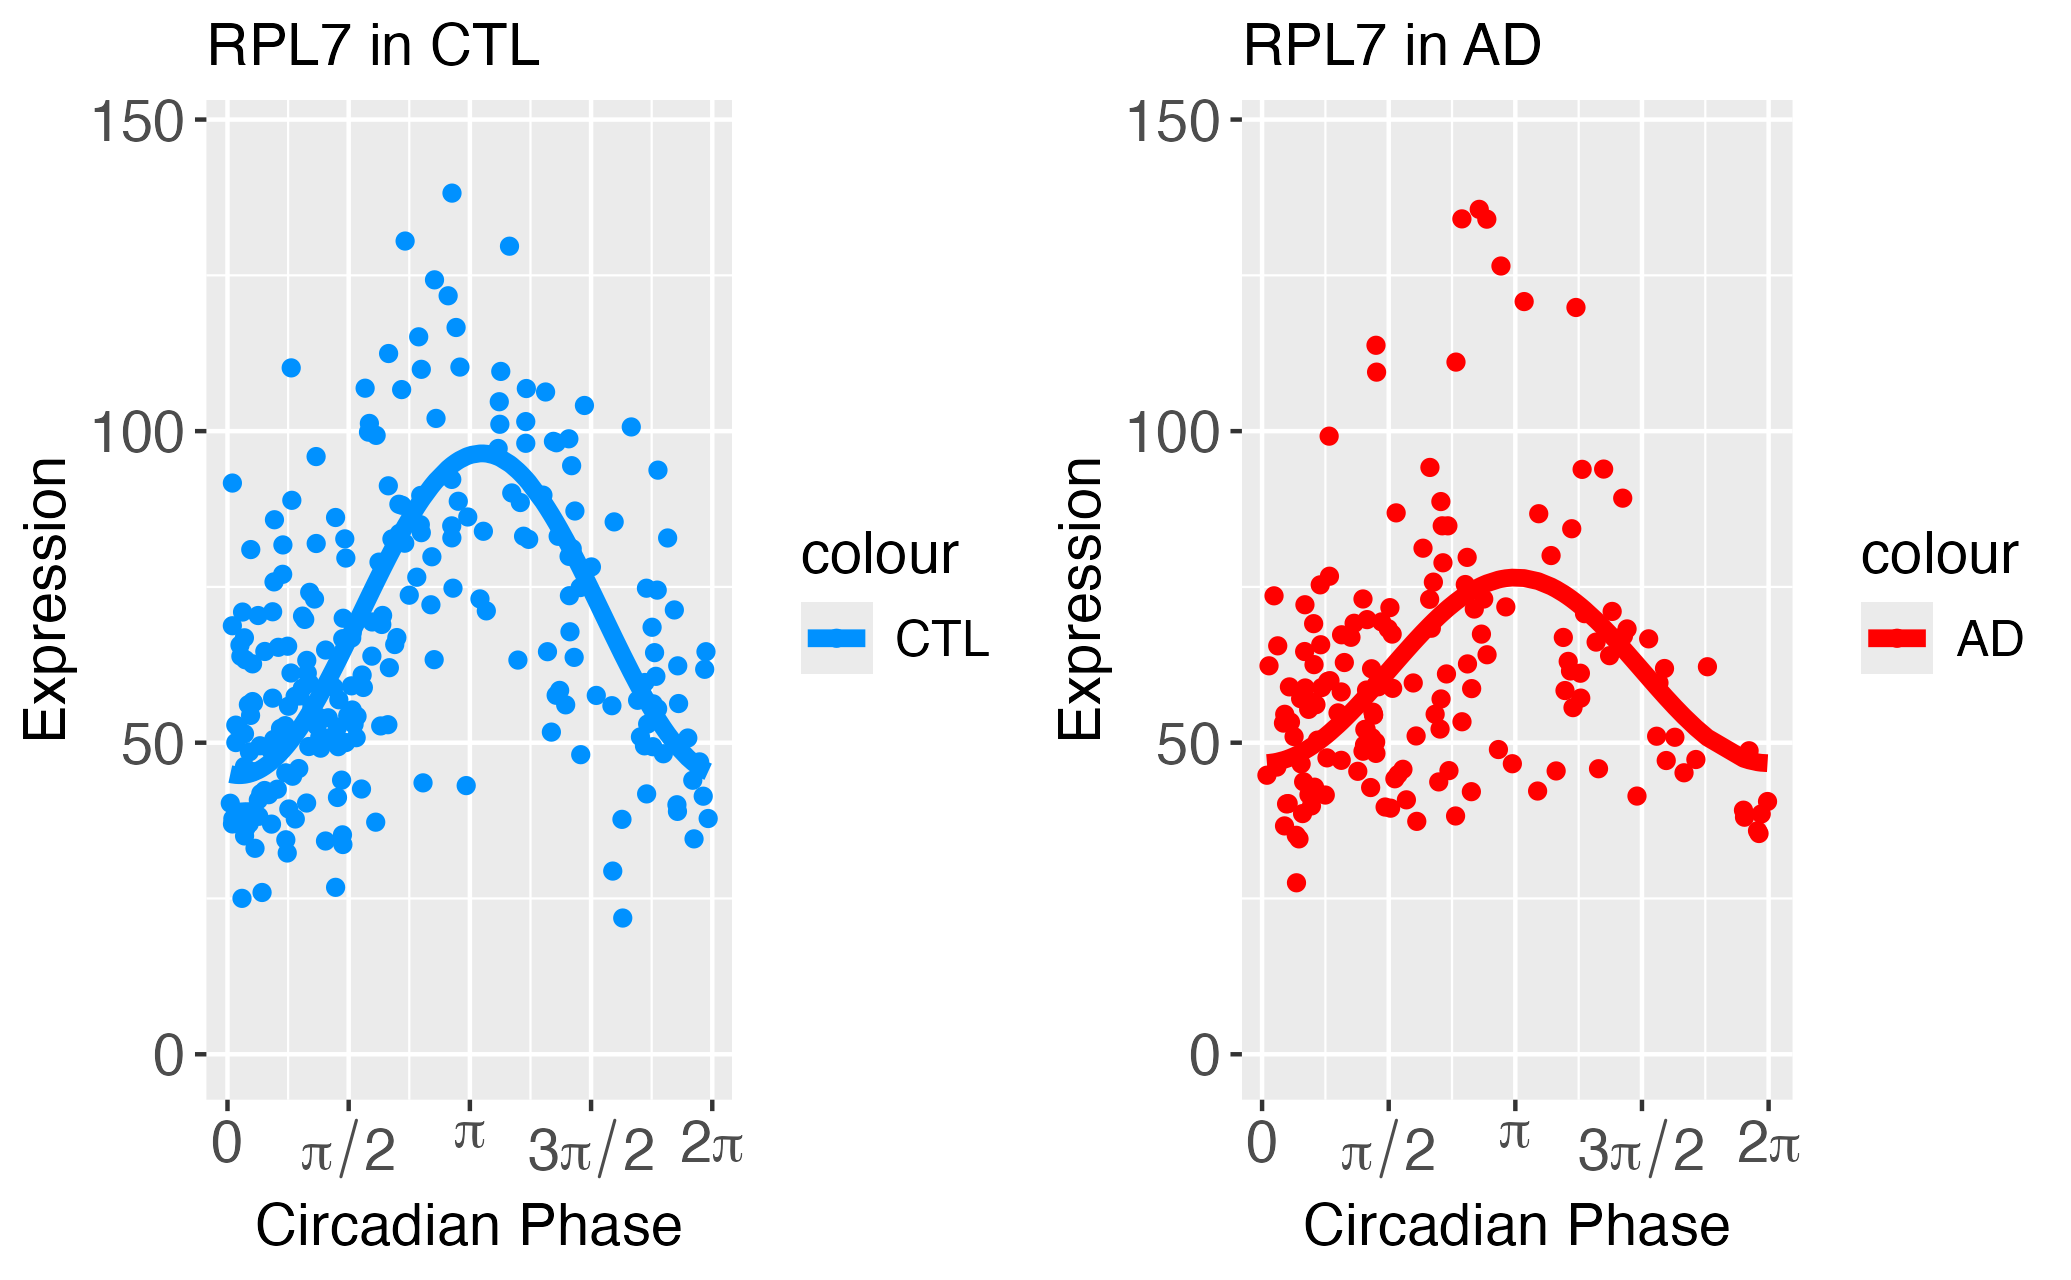 RPL7 in CTL
150
100
50
0
Expression
0 π/2 π 3π/2 2π
Circadian Phase
colour
CTL
RPL7 in AD
150
100
50
0
Expression
0 π/2 π 3π/2 2π
Circadian Phase
colour
AD